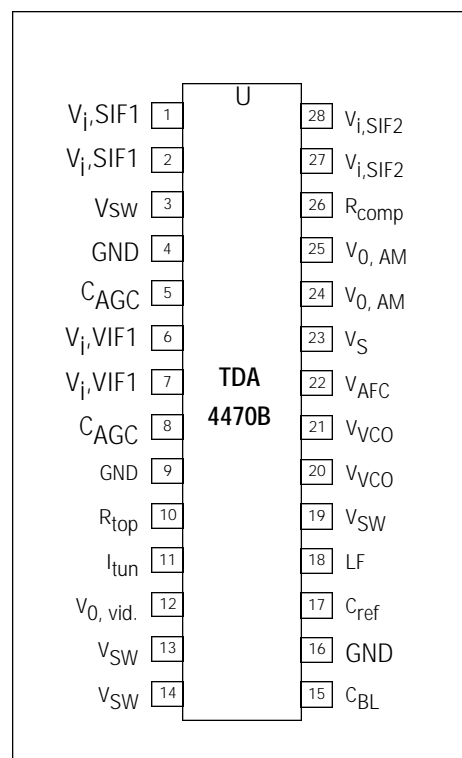 U
V_i,SIF1 1
V_i,SIF1 2
V_SW 3
GND 4
C_AGC 5
V_i,VIF1 6
V_i,VIF1 7
C_AGC 8
GND 9
R_top 10
I_tun 11
V_0, vid. 12
V_SW 13
V_SW 14
TDA
4470B
28 V_i,SIF2
27 V_i,SIF2
26 R_comp
25 V_0, AM
24 V_0, AM
23 V_S
22 V_AFC
21 V_VCO
20 V_VCO
19 V_SW
18 LF
17 C_ref
16 GND
15 C_BL